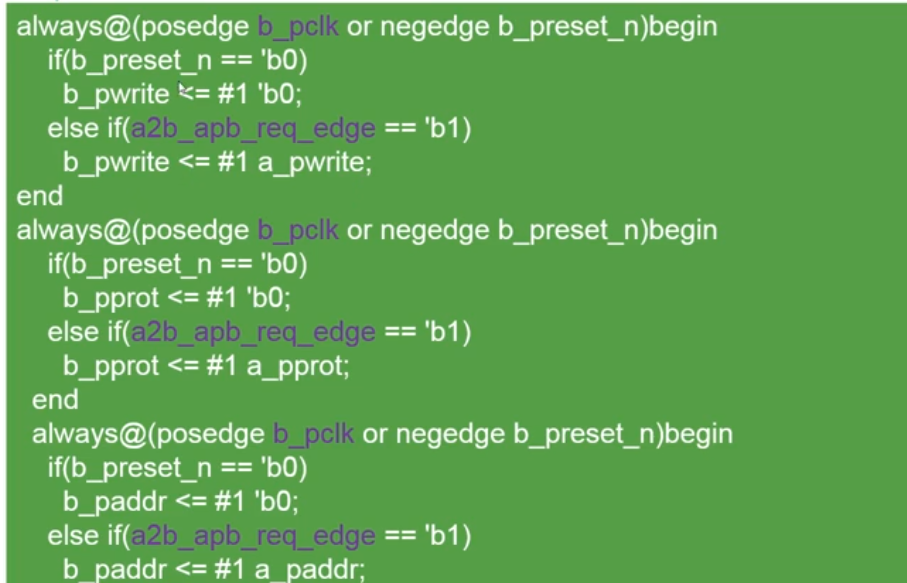 always@(posedge b_pclk or negedge b_preset_n)begin
if(b_preset_n == 'b0)
b_pwrite <= #1 'b0;
else if(a2b_apb_req_edge == 'b1)
b_pwrite <= #1 a_pwrite;
end
always@(posedge b_pclk or negedge b_preset_n)begin
if(b_preset_n == 'b0)
b_pprot <= #1 'b0;
else if(a2b_apb_req_edge == 'b1)
b_pprot <= #1 a_pprot;
end
always@(posedge b_pclk or negedge b_preset_n)begin
if(b_preset_n == 'b0)
b_paddr <= #1 'b0;
else if(a2b_apb_req_edge == 'b1)
b_paddr <= #1 a_paddr;